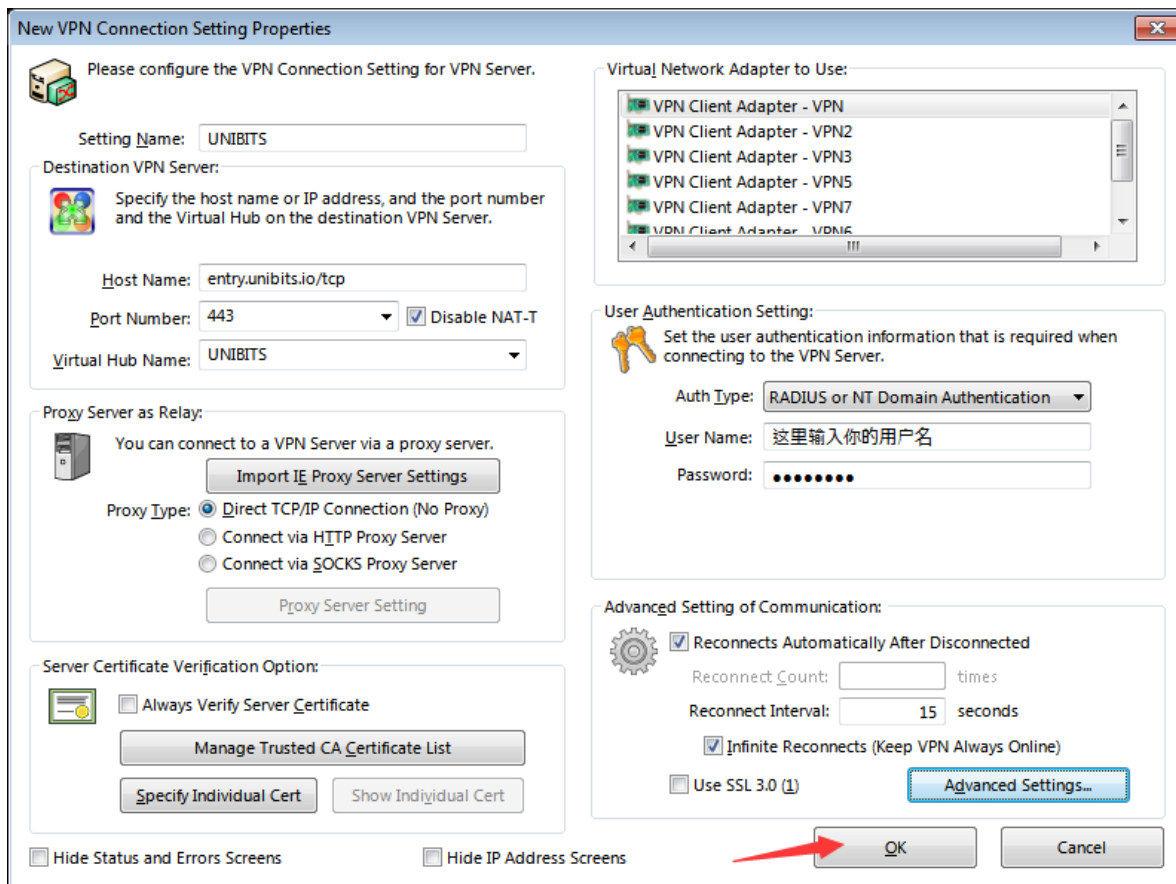 New VPN Connection Setting Properties
Please configure the VPN Connection Setting for VPN Server.
Setting Name: UNIBITS
Destination VPN Server:
Specify the host name or IP address, and the port number
and the Virtual Hub on the destination VPN Server.
Host Name: entry.unibits.io/tcp
Port Number: 443 Disable NAT-T
Virtual Hub Name: UNIBITS
Proxy Server as Relay:
You can connect to a VPN Server via a proxy server.
Import IE Proxy Server Settings
Proxy Type: Direct TCP/IP Connection (No Proxy)
Connect via HTTP Proxy Server
Connect via SOCKS Proxy Server
Proxy Server Setting
Server Certificate Verification Option:
Always Verify Server Certificate
Manage Trusted CA Certificate List
Specify Individual Cert Show Individual Cert
Hide Status and Errors Screens Hide IP Address Screens
Virtual Network Adapter to Use:
VPN Client Adapter - VPN
VPN Client Adapter - VPN2
VPN Client Adapter - VPN3
VPN Client Adapter - VPN5
VPN Client Adapter - VPN7
VPN Client Adapter - VPN6
User Authentication Setting:
Set the user authentication information that is required when
connecting to the VPN Server.
Auth Type: RADIUS or NT Domain Authentication
User Name: 这里输入你的用户名
Password: ●●●●●●●●
Advanced Setting of Communication:
Reconnects Automatically After Disconnected
Reconnect Count: times
Reconnect Interval: 15 seconds
Infinite Reconnects (Keep VPN Always Online)
Use SSL 3.0 (1) Advanced Settings...
OK Cancel